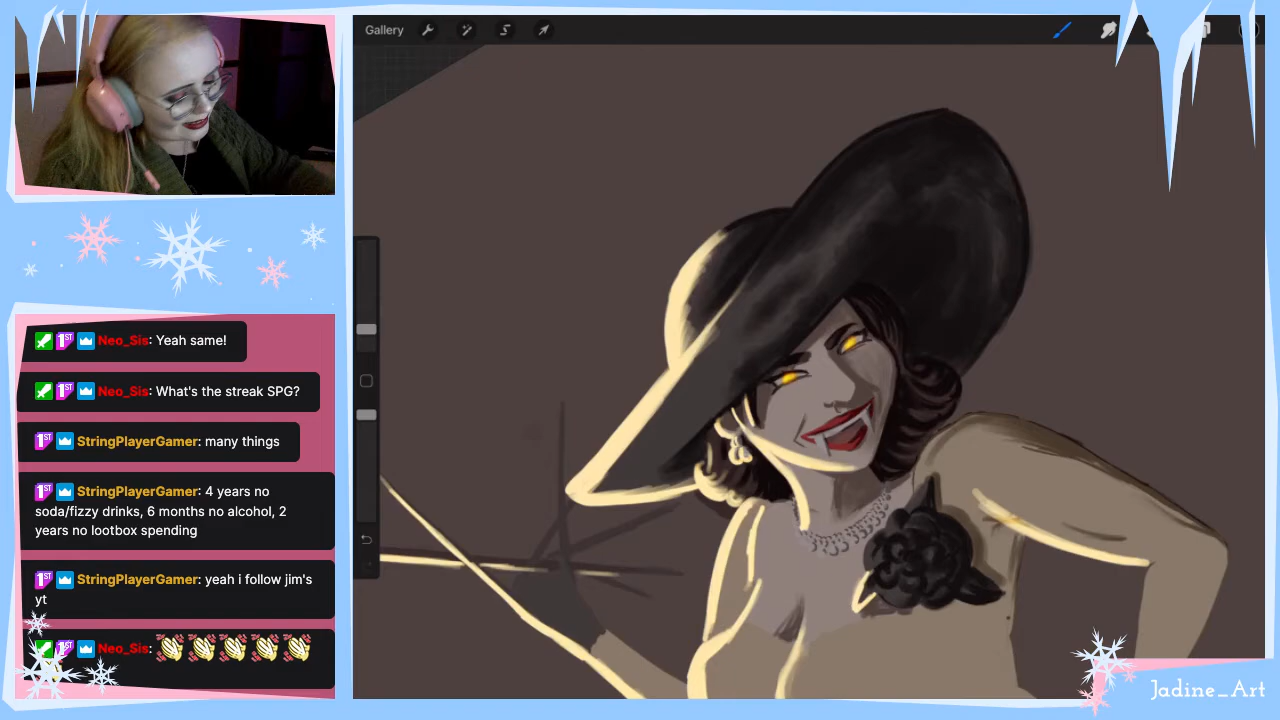 Gallery
Neo_Sis: Yeah same!
Neo_Sis: What's the streak SPG?
StringPlayerGamer: many things
StringPlayerGamer: 4 years no
soda/fizzy drinks, 6 months no alcohol, 2
years no lootbox spending
StringPlayerGamer: yeah i follow jim's
yt
Neo_Sis:
Jadine_Art